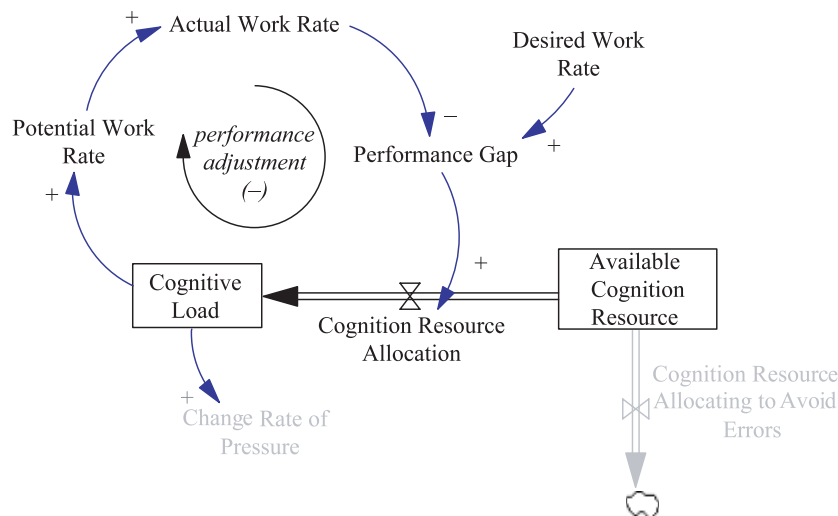 +
Actual Work Rate
Desired Work
Rate
–
+
Potential Work
Rate
performance
adjustment
(–)
Performance Gap
+
+
Available
Cognition
Resource
Cognitive
Load
Cognition Resource
Allocation
+
Change Rate of
Pressure
Cognition Resource
Allocating to Avoid
Errors